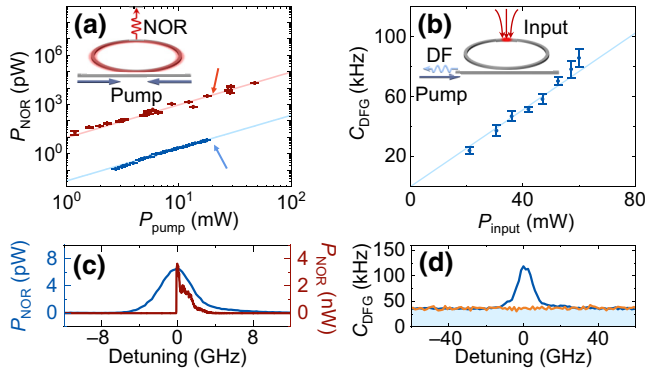 (a)
NOR
Pump
P_NOR (pW)
10^6
10^3
10^0
10^0
10^1
10^2
P_pump (mW)
(b)
Input
DF
Pump
C_DFG (kHz)
100
60
20
0
40
80
P_input (mW)
(c)
P_NOR (pW)
8
4
0
P_NOR (nW)
4
2
0
−8
0
8
Detuning (GHz)
(d)
C_DFG (kHz)
150
100
50
0
−40
0
40
Detuning (GHz)